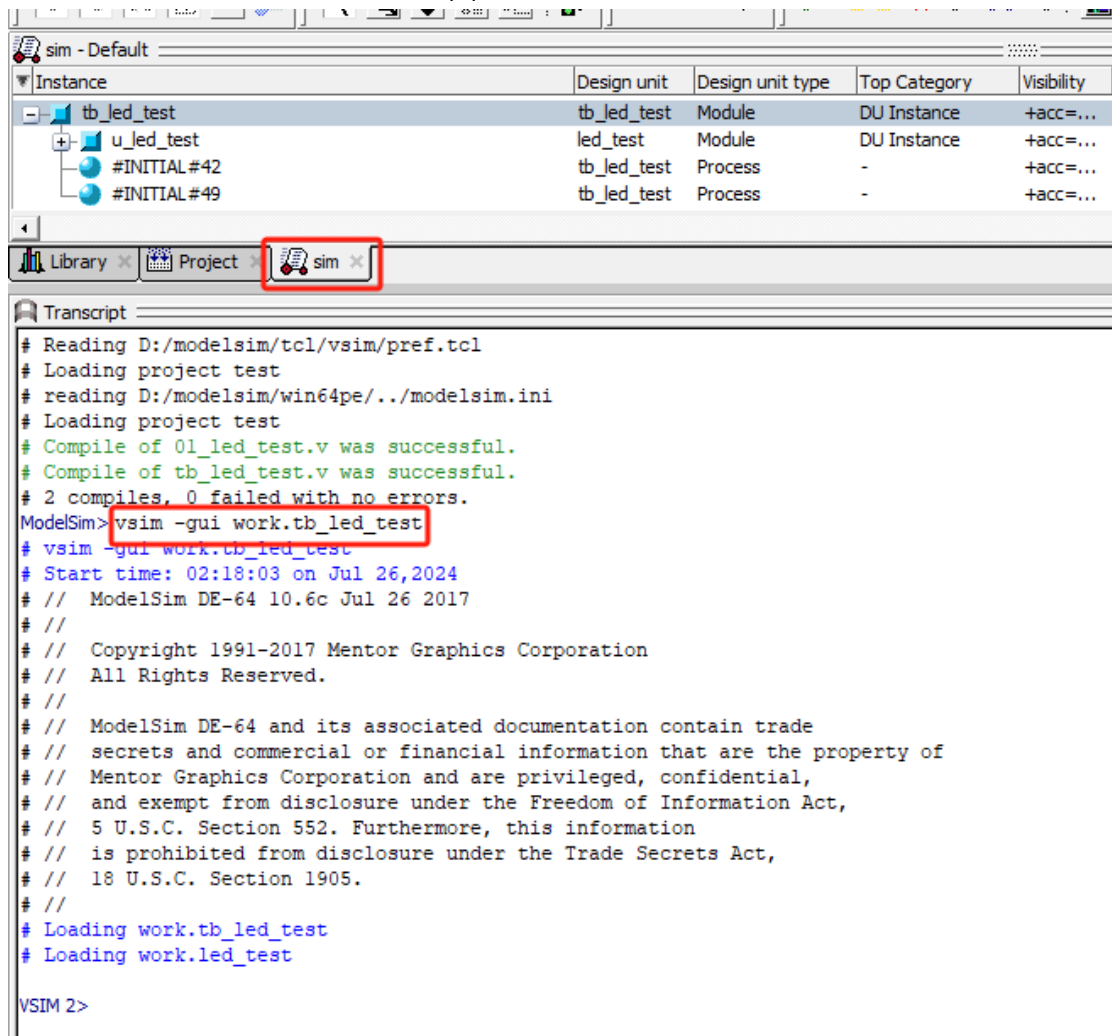 sim - Default
Instance Design unit Design unit type Top Category Visibility
tb_led_test tb_led_test Module DU Instance +acc=...
u_led_test led_test Module DU Instance +acc=...
#INITIAL#42 tb_led_test Process - +acc=...
#INITIAL#49 tb_led_test Process - +acc=...
Library Project sim
Transcript
# Reading D:/modelsim/tcl/vsim/pref.tcl
# Loading project test
# reading D:/modelsim/win64pe/../modelsim.ini
# Loading project test
# Compile of 01_led_test.v was successful.
# Compile of tb_led_test.v was successful.
# 2 compiles, 0 failed with no errors.
ModelSim> vsim -gui work.tb_led_test
# vsim -gui work.tb_led_test
# Start time: 02:18:03 on Jul 26,2024
# // ModelSim DE-64 10.6c Jul 26 2017
# //
# // Copyright 1991-2017 Mentor Graphics Corporation
# // All Rights Reserved.
# //
# // ModelSim DE-64 and its associated documentation contain trade
# // secrets and commercial or financial information that are the property of
# // Mentor Graphics Corporation and are privileged, confidential,
# // and exempt from disclosure under the Freedom of Information Act,
# // 5 U.S.C. Section 552. Furthermore, this information
# // is prohibited from disclosure under the Trade Secrets Act,
# // 18 U.S.C. Section 1905.
# //
# Loading work.tb_led_test
# Loading work.led_test
VSIM 2>